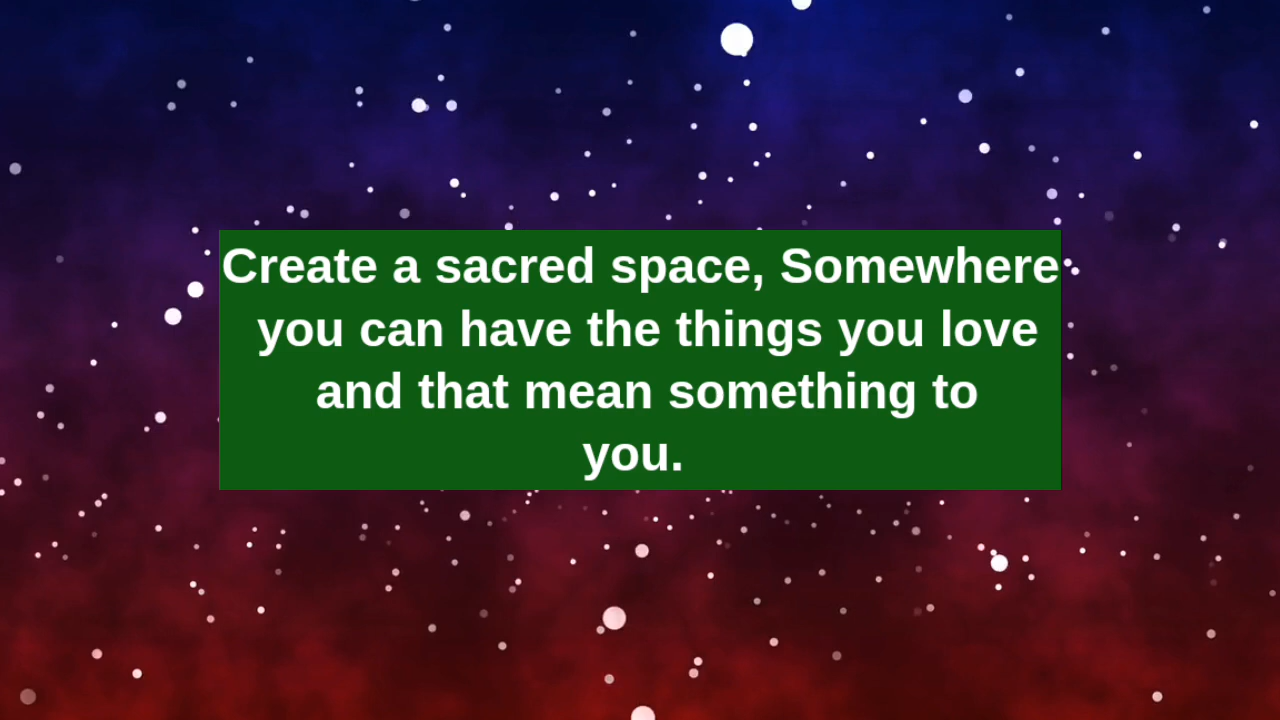 Create a sacred space, Somewhere
you can have the things you love
and that mean something to
you.